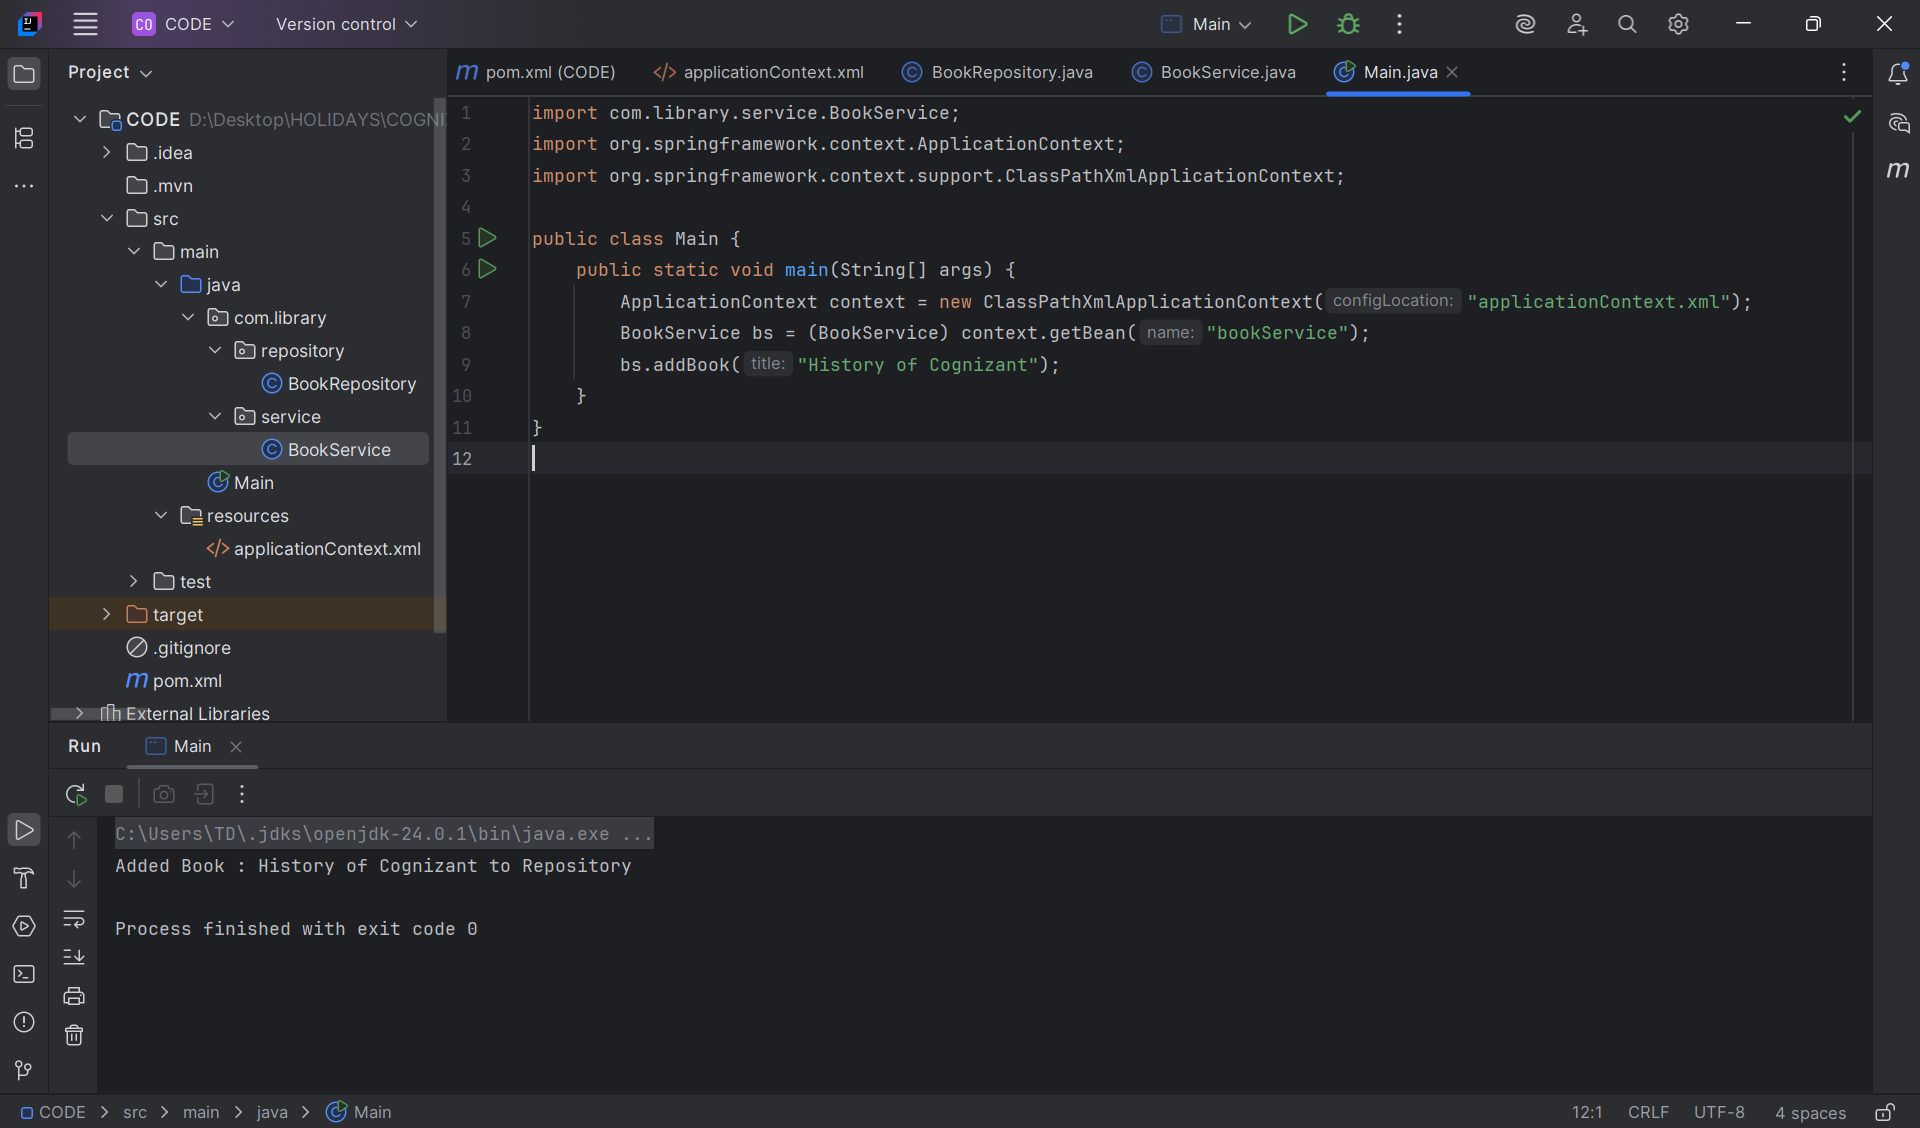 CO CODE Version control Main
Project
pom.xml (CODE) applicationContext.xml BookRepository.java BookService.java Main.java
CODE D:\Desktop\HOLIDAYS\COGNI
.idea
.mvn
src
main
java
com.library
repository
BookRepository
service
BookService
Main
resources
applicationContext.xml
test
target
.gitignore
m pom.xml
External Libraries
1 import com.library.service.BookService;
2 import org.springframework.context.ApplicationContext;
3 import org.springframework.context.support.ClassPathXmlApplicationContext;
4
5 public class Main {
6 public static void main(String[] args) {
7 ApplicationContext context = new ClassPathXmlApplicationContext( configLocation: "applicationContext.xml");
8 BookService bs = (BookService) context.getBean( name: "bookService");
9 bs.addBook( title: "History of Cognizant");
10 }
11 }
12
Run Main
C:\Users\TD\.jdks\openjdk-24.0.1\bin\java.exe ...
Added Book : History of Cognizant to Repository
Process finished with exit code 0
CODE > src > main > java > Main 12:1 CRLF UTF-8 4 spaces